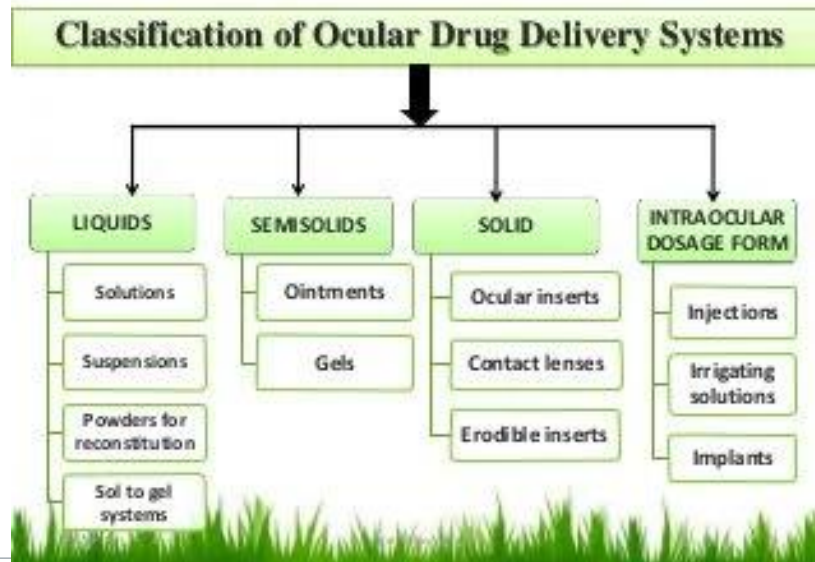 Classification of Ocular Drug Delivery Systems
LIQUIDS
Solutions
Suspensions
Powders for
reconstitution
Sol to gel
systems
SEMISOLIDS
Ointments
Gels
SOLID
Ocular inserts
Contact lenses
Erodible inserts
INTRAOCULAR
DOSAGE FORM
Injections
Irrigating
solutions
Implants